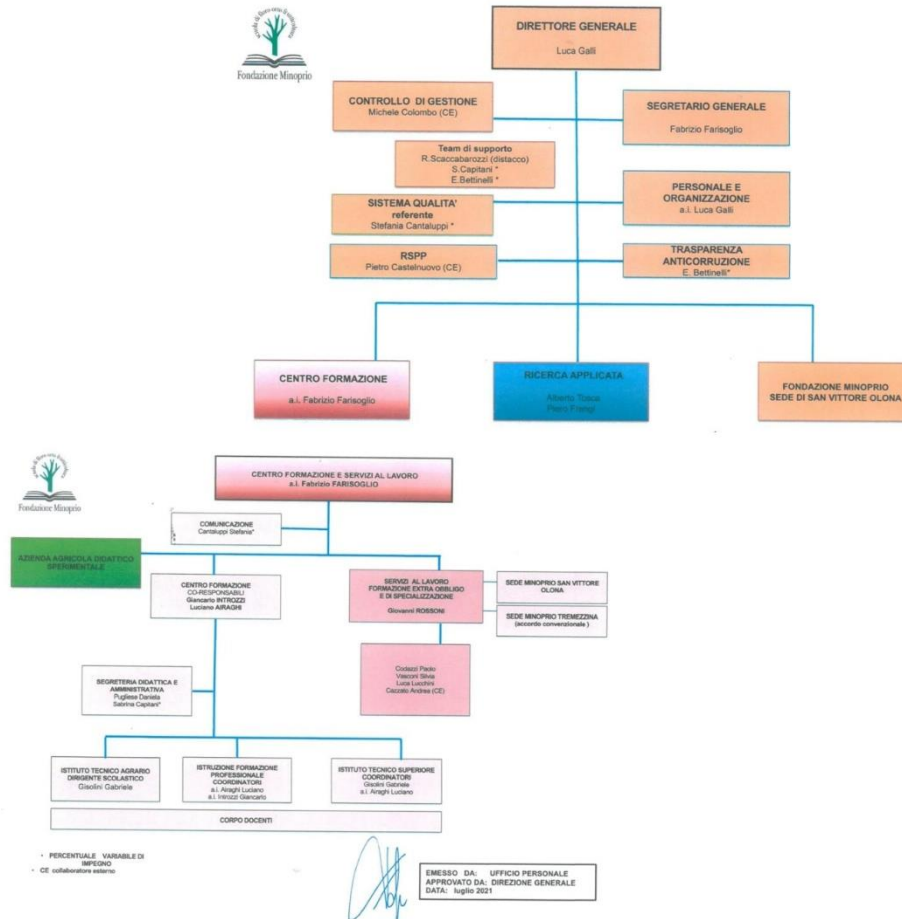 Fondazione Minoprio
DIRETTORE GENERALE
Luca Galli
CONTROLLO DI GESTIONE
Michele Colombo (CE)
SEGRETARIO GENERALE
Fabrizio Farisoglio
Team di supporto
R.Scaccabarozzi (distacco)
S.Capitani *
E.Bettinelli *
PERSONALE E
ORGANIZZAZIONE
a.i. Luca Galli
SISTEMA QUALITA'
referente
Stefania Cantaluppi *
RSPP
Pietro Castelnuovo (CE)
TRASPARENZA
ANTICORRUZIONE
E. Bettinelli*
CENTRO FORMAZIONE
a.i. Fabrizio Farisoglio
RICERCA APPLICATA
Alberto Tosca
Piero Frangi
FONDAZIONE MINOPRIO
SEDE DI SAN VITTORE OLONA
Fondazione Minoprio
CENTRO FORMAZIONE E SERVIZI AL LAVORO
a.i. Fabrizio FARISOGLIO
COMUNICAZIONE
Cantaluppi Stefania*
AZIENDA AGRICOLA DIDATTICO
SPERIMENTALE
CENTRO FORMAZIONE
CO-RESPONSABILI
Giancarlo INTROZZI
Luciano AIRAGHI
SERVIZI AL LAVORO
FORMAZIONE EXTRA OBBLIGO
E DI SPECIALIZZAZIONE
Giovanni ROSSONI
SEDE MINOPRIO SAN VITTORE
OLONA
SEDE MINOPRIO TREMEZZINA
(accordo convenzionale )
Codazzi Paolo
Vasconi Silvia
Luca Lucchini
Cazzato Andrea (CE)
SEGRETERIA DIDATTICA E
AMMINISTRATIVA
Pugliese Daniela
Sabrina Capitani*
ISTITUTO TECNICO AGRARIO
DIRIGENTE SCOLASTICO
Gisolini Gabriele
ISTRUZIONE FORMAZIONE
PROFESSIONALE
COORDINATORI
a.i. Airaghi Luciano
a.i. Introzzi Giancarlo
ISTITUTO TECNICO SUPERIORE
COORDINATORI
Gisolini Gabriele
a.i. Airaghi Luciano
CORPO DOCENTI
• PERCENTUALE VARIABILE DI
IMPEGNO
• CE collaboratore esterno
EMESSO DA: UFFICIO PERSONALE
APPROVATO DA: DIREZIONE GENERALE
DATA: luglio 2021